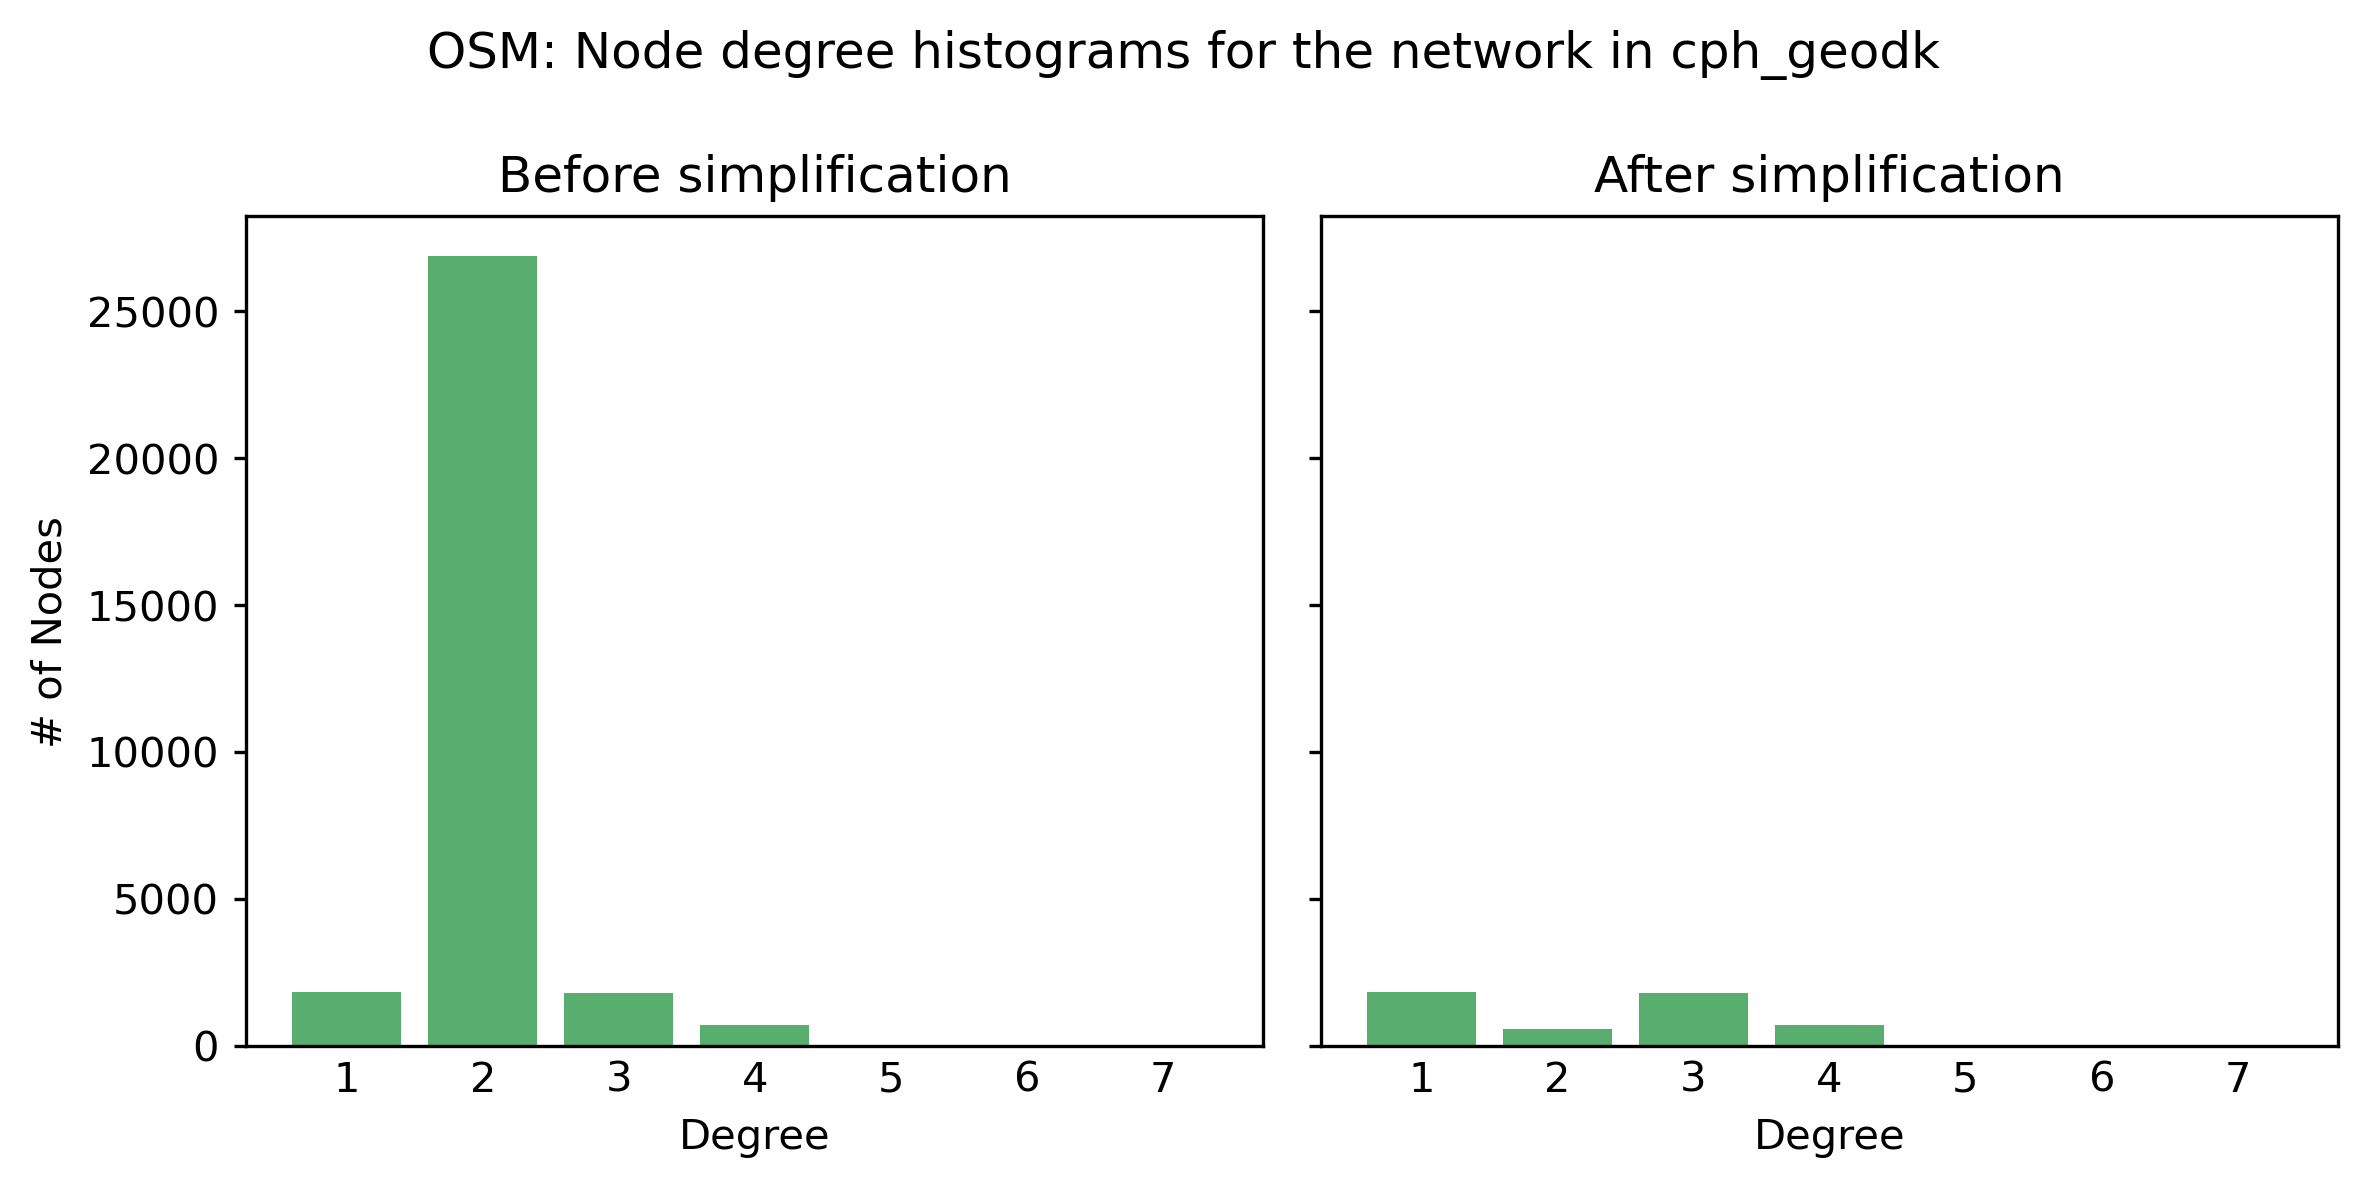 OSM: Node degree histograms for the network in cph_geodk
Before simplification
After simplification
# of Nodes
25000
20000
15000
10000
5000
0
1 2 3 4 5 6 7
Degree
1 2 3 4 5 6 7
Degree